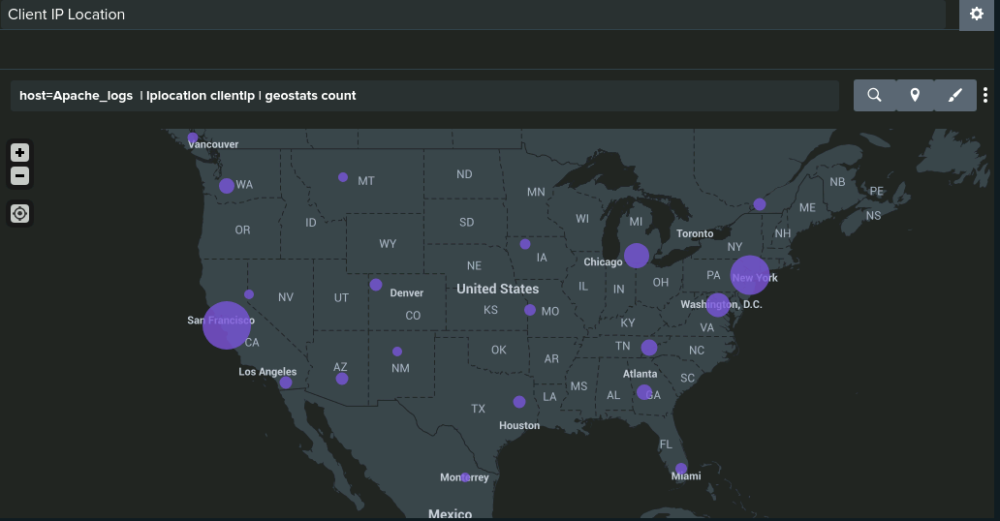 Client IP Location
host=Apache_logs | iplocation clientip | geostats count
+
−
Vancouver
WA
MT
ND
MN
OR
ID
SD
WI
MI
Toronto
NY
NH
ME
NB
PE
NS
WY
NE
IA
Chicago
IL
IN
OH
PA
New York
NV
UT
Denver
CO
United States
KS
MO
KY
Washington, D.C.
VA
San Francisco
CA
Los Angeles
AZ
NM
OK
AR
TN
NC
Atlanta
SC
TX
LA
MS
AL
GA
Houston
FL
Miami
Monterrey
Mexico